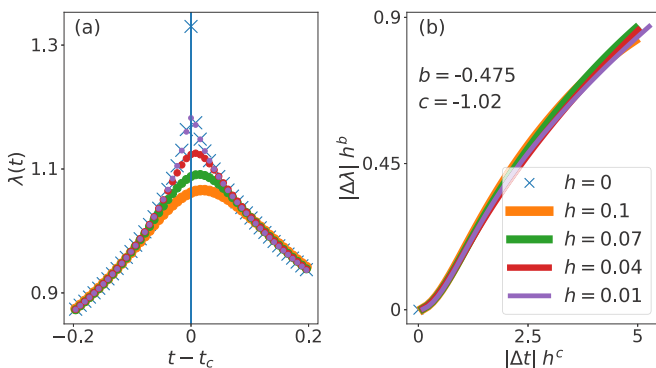 (a)
1.3
1.1
0.9
λ(t)
−0.2
0
0.2
t − t_c
(b)
b = -0.475
c = -1.02
0.9
0.45
0
|Δλ| h^b
h = 0
h = 0.1
h = 0.07
h = 0.04
h = 0.01
0
2.5
5
|Δt| h^c